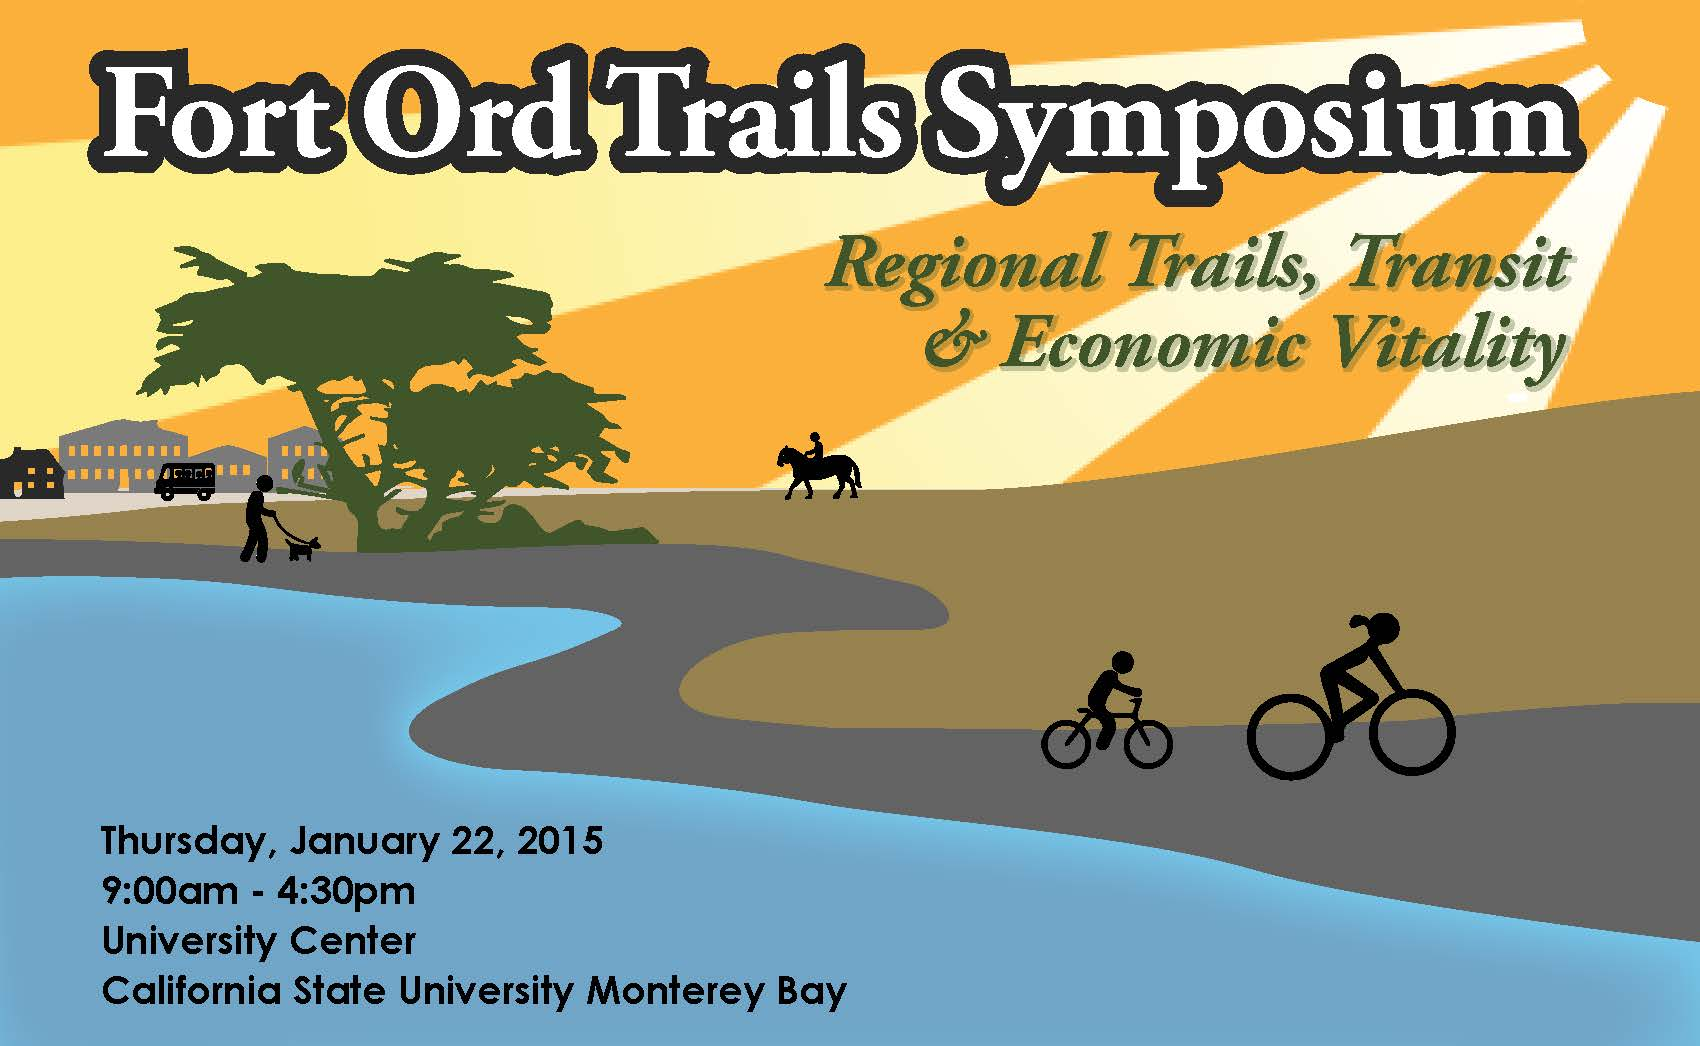 Fort Ord Trails Symposium
Regional Trails, Transit
& Economic Vitality
Thursday, January 22, 2015
9:00am - 4:30pm
University Center
California State University Monterey Bay